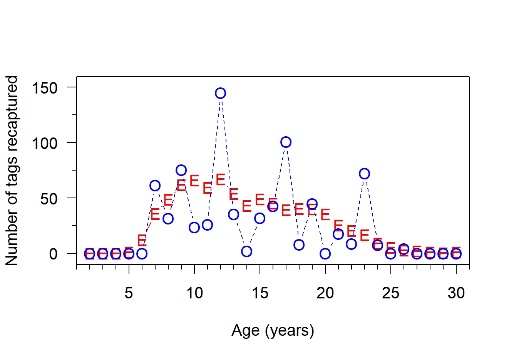 Number of tags recaptured
150
100
50
0
E E E E E E E E E E E E E E E E E E E E E E E E E E E E E
5 10 15 20 25 30
Age (years)